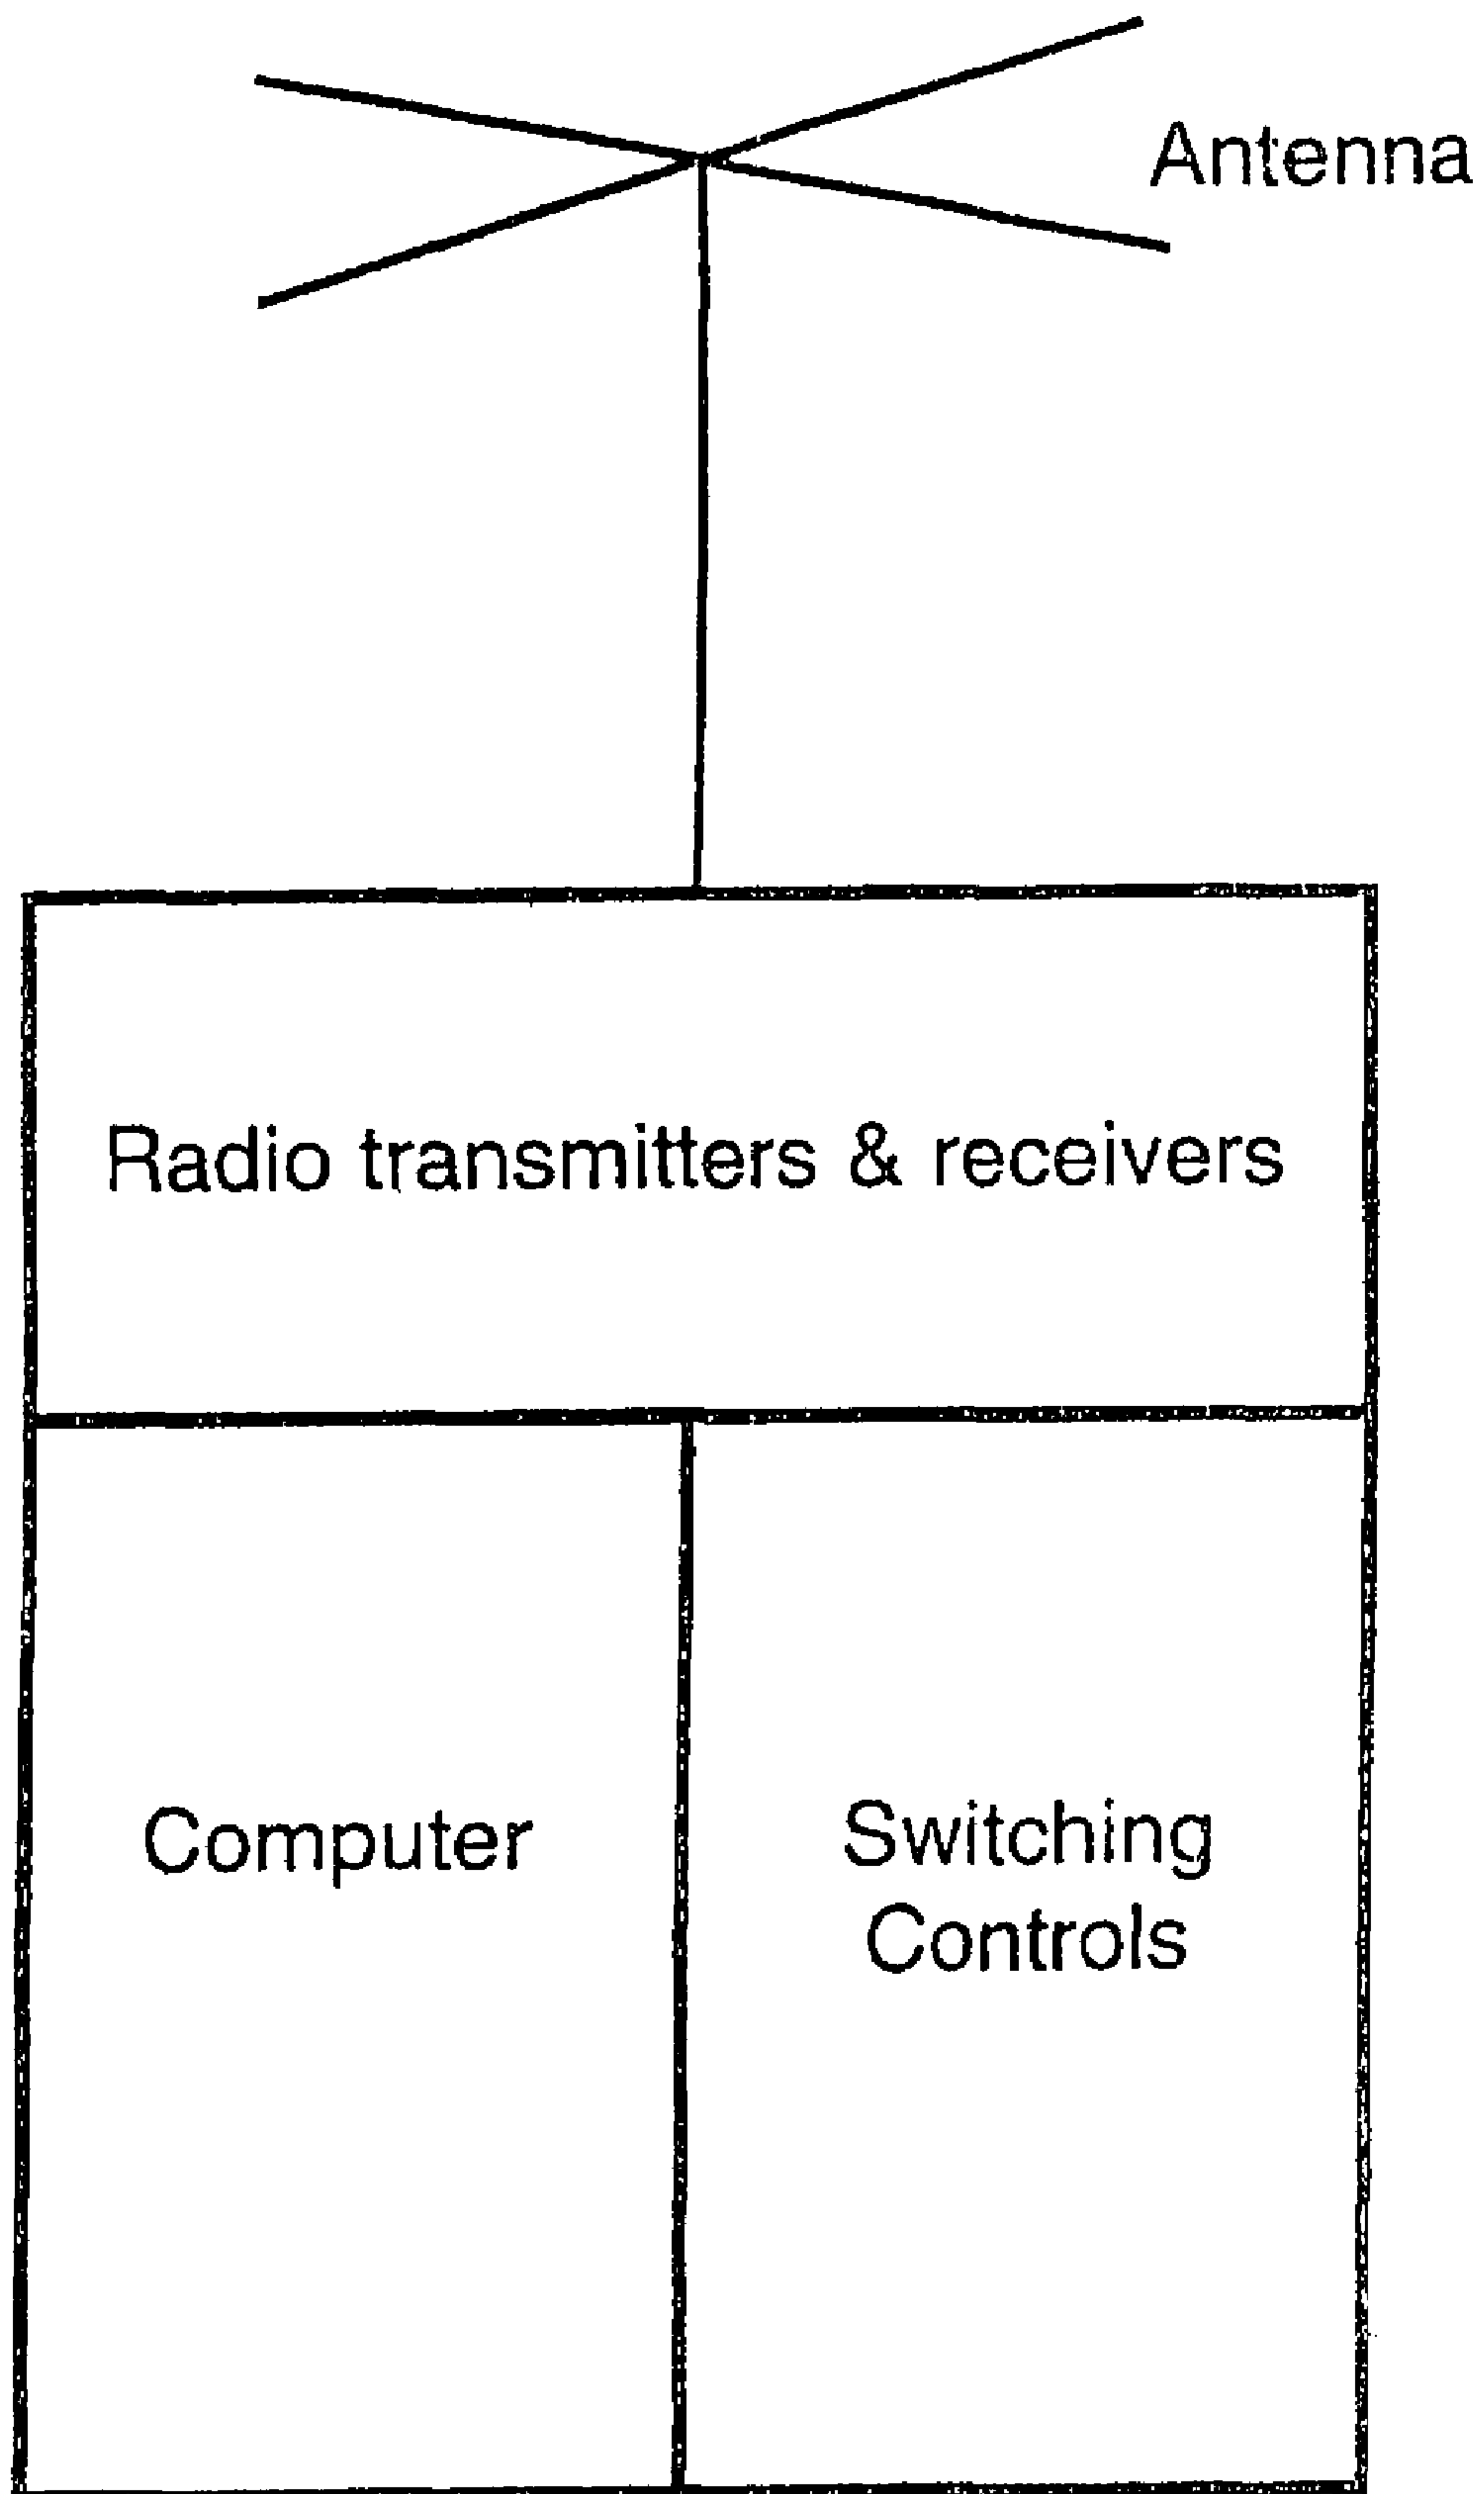 Antenna
Radio transmitters & receivers
Computer
Switching
Controls